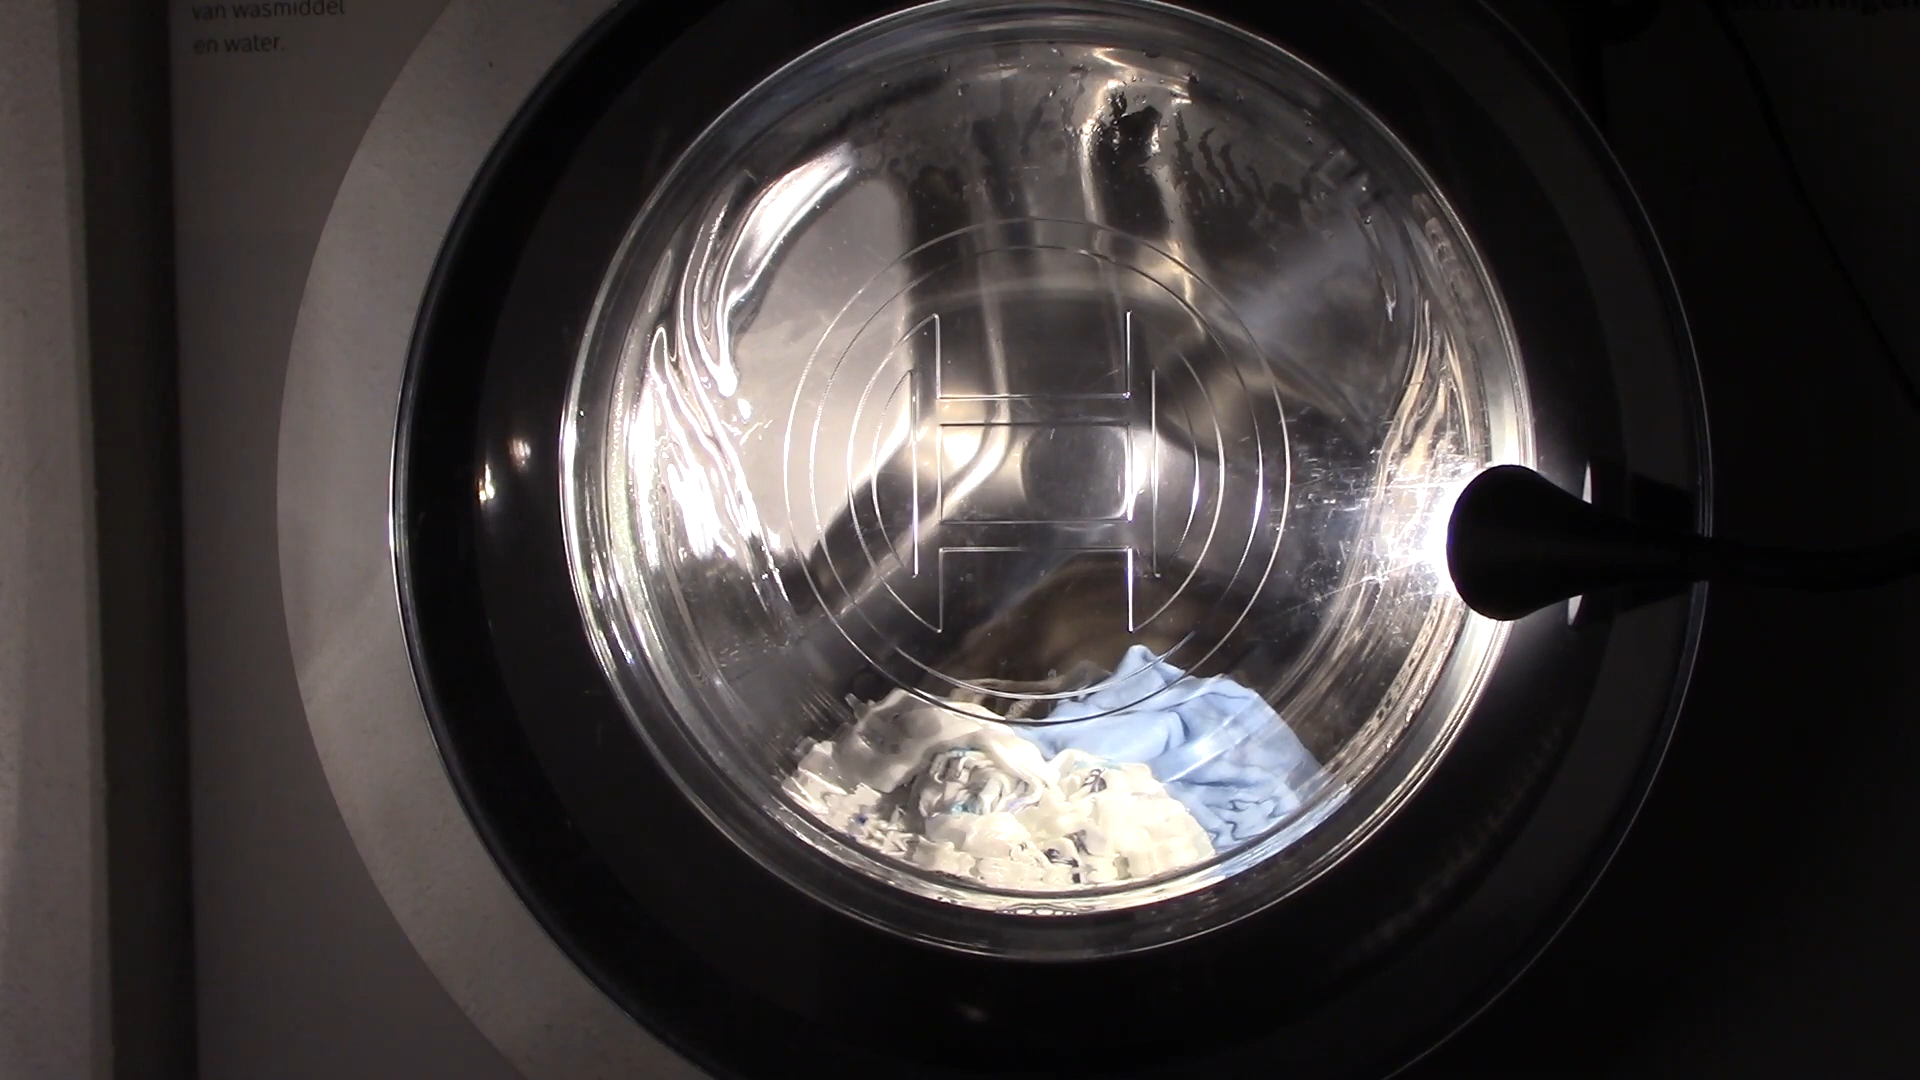 van wasmiddel
en water.